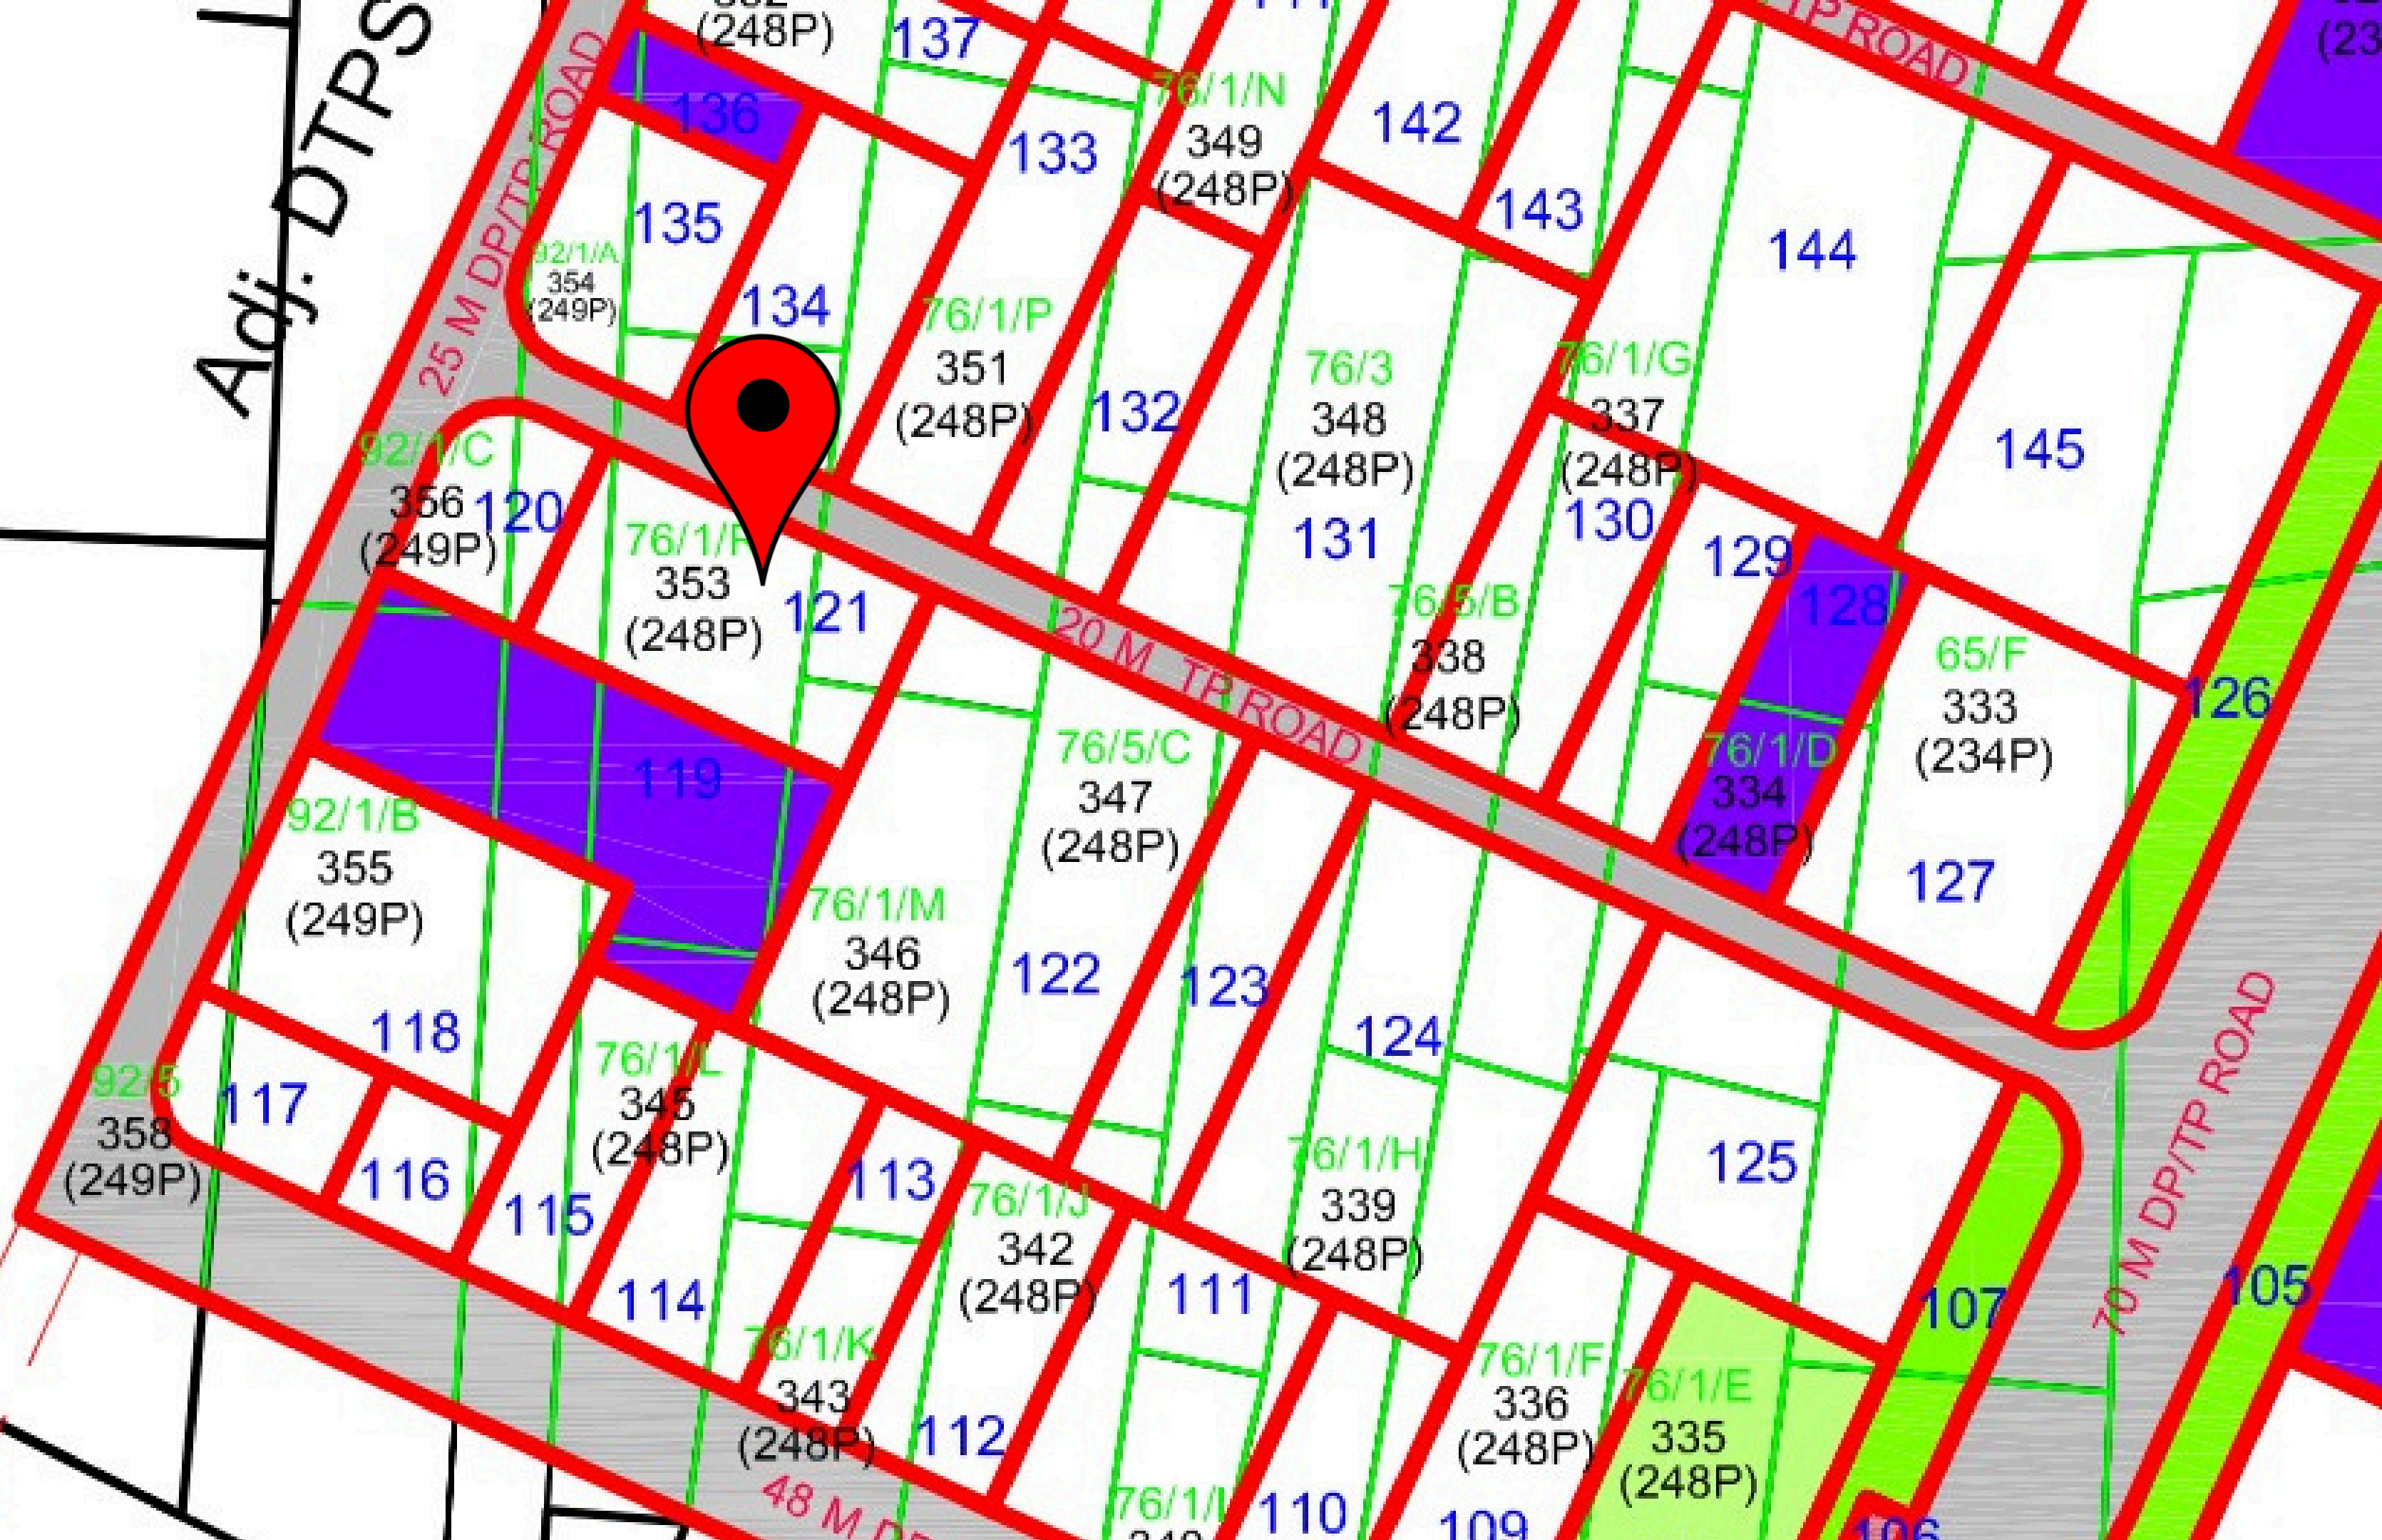 (248P)
137
TP ROAD
(23
Adj. DTPS
25 M DP/TP ROAD
136
76/1/N
349
(248P)
133
142
143
144
135
92/1/A
354
(249P)
134
76/1/P
351
(248P)
132
76/3
348
(248P)
131
76/1/G
337
(248P)
130
145
129
128
92/1/C
356
(249P)
120
353
(248P)
121
20 M TP ROAD
76/5/B
338
(248P)
65/F
333
(234P)
126
76/1/D
334
(248P)
127
119
76/5/C
347
(248P)
92/1/B
355
(249P)
76/1/M
346
(248P)
122
123
124
118
92/5
358
(249P)
117
76/1/L
345
(248P)
116
115
113
76/1/J
342
(248P)
76/1/H
339
(248P)
125
70 M DP/TP ROAD
111
107
105
114
76/1/K
343
(248P)
112
76/1/F
336
(248P)
76/1/E
335
(248P)
110
109
106
48 M